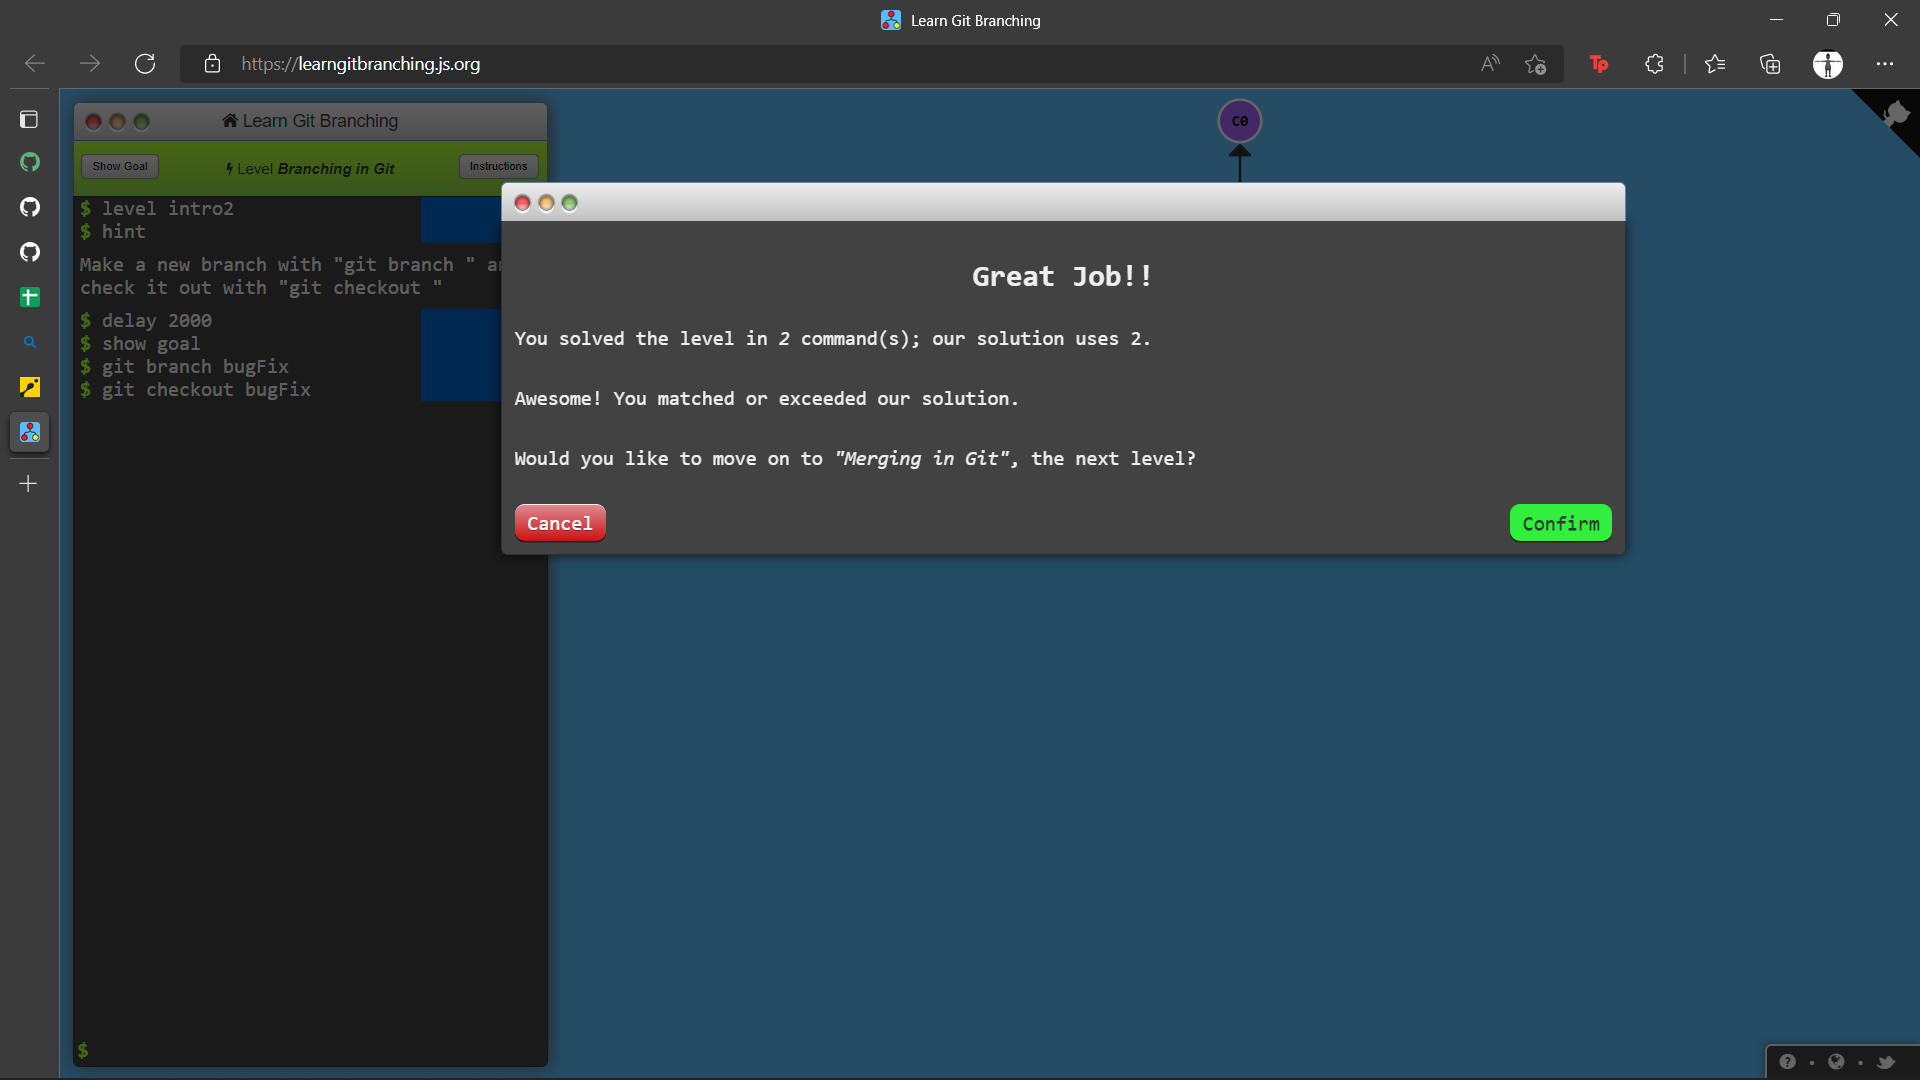 Learn Git Branching
https://learngitbranching.js.org
Learn Git Branching
Show Goal
Level Branching in Git
Instructions
$ level intro2
$ hint
Make a new branch with "git branch "
check it out with "git checkout "
$ delay 2000
$ show goal
$ git branch bugFix
$ git checkout bugFix
$
C0
Great Job!!
You solved the level in 2 command(s); our solution uses 2.
Awesome! You matched or exceeded our solution.
Would you like to move on to "Merging in Git", the next level?
Cancel
Confirm
Tp